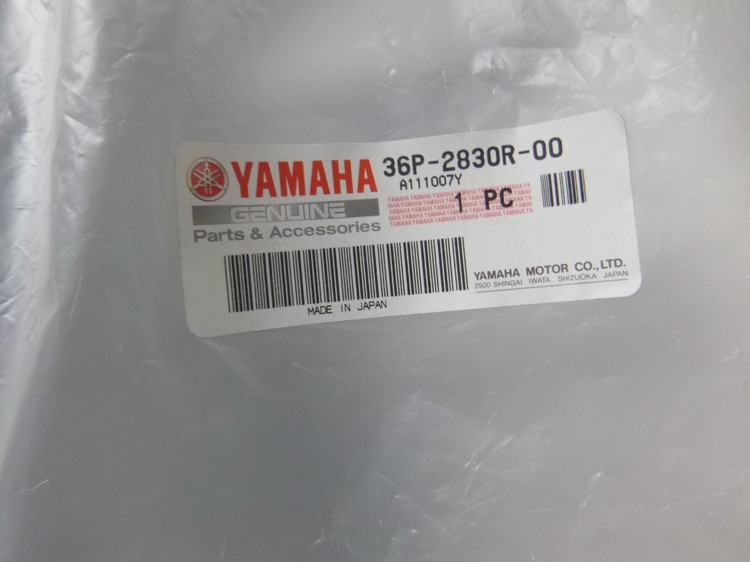 YAMAHA 36P-2830R-00
A111007Y
GENUINE
1 PC
Parts & Accessories
YAMAHA MOTOR CO.,LTD.
2500 SHINGAI IWATA SHIZUOKA JAPAN
MADE IN JAPAN